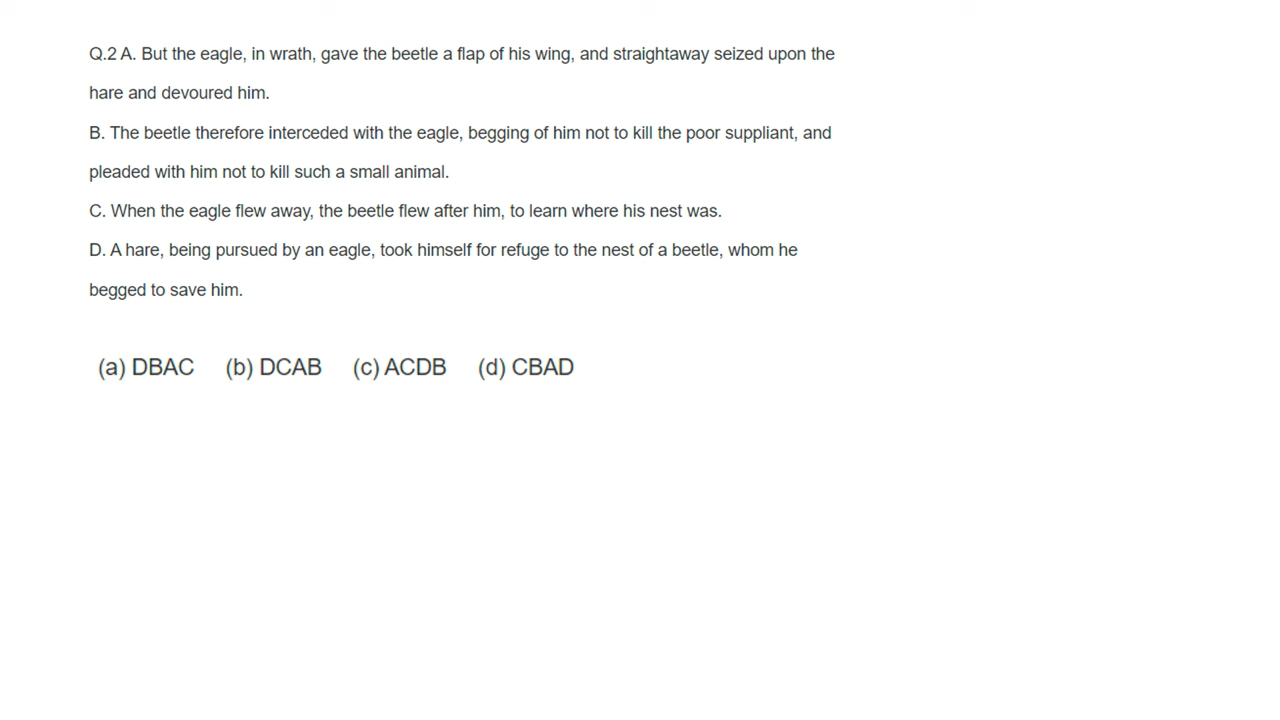 Q.2 A. But the eagle, in wrath, gave the beetle a flap of his wing, and straightaway seized upon the
hare and devoured him.
B. The beetle therefore interceded with the eagle, begging of him not to kill the poor suppliant, and
pleaded with him not to kill such a small animal.
C. When the eagle flew away, the beetle flew after him, to learn where his nest was.
D. A hare, being pursued by an eagle, took himself for refuge to the nest of a beetle, whom he
begged to save him.
(a) DBAC (b) DCAB (c) ACDB (d) CBAD